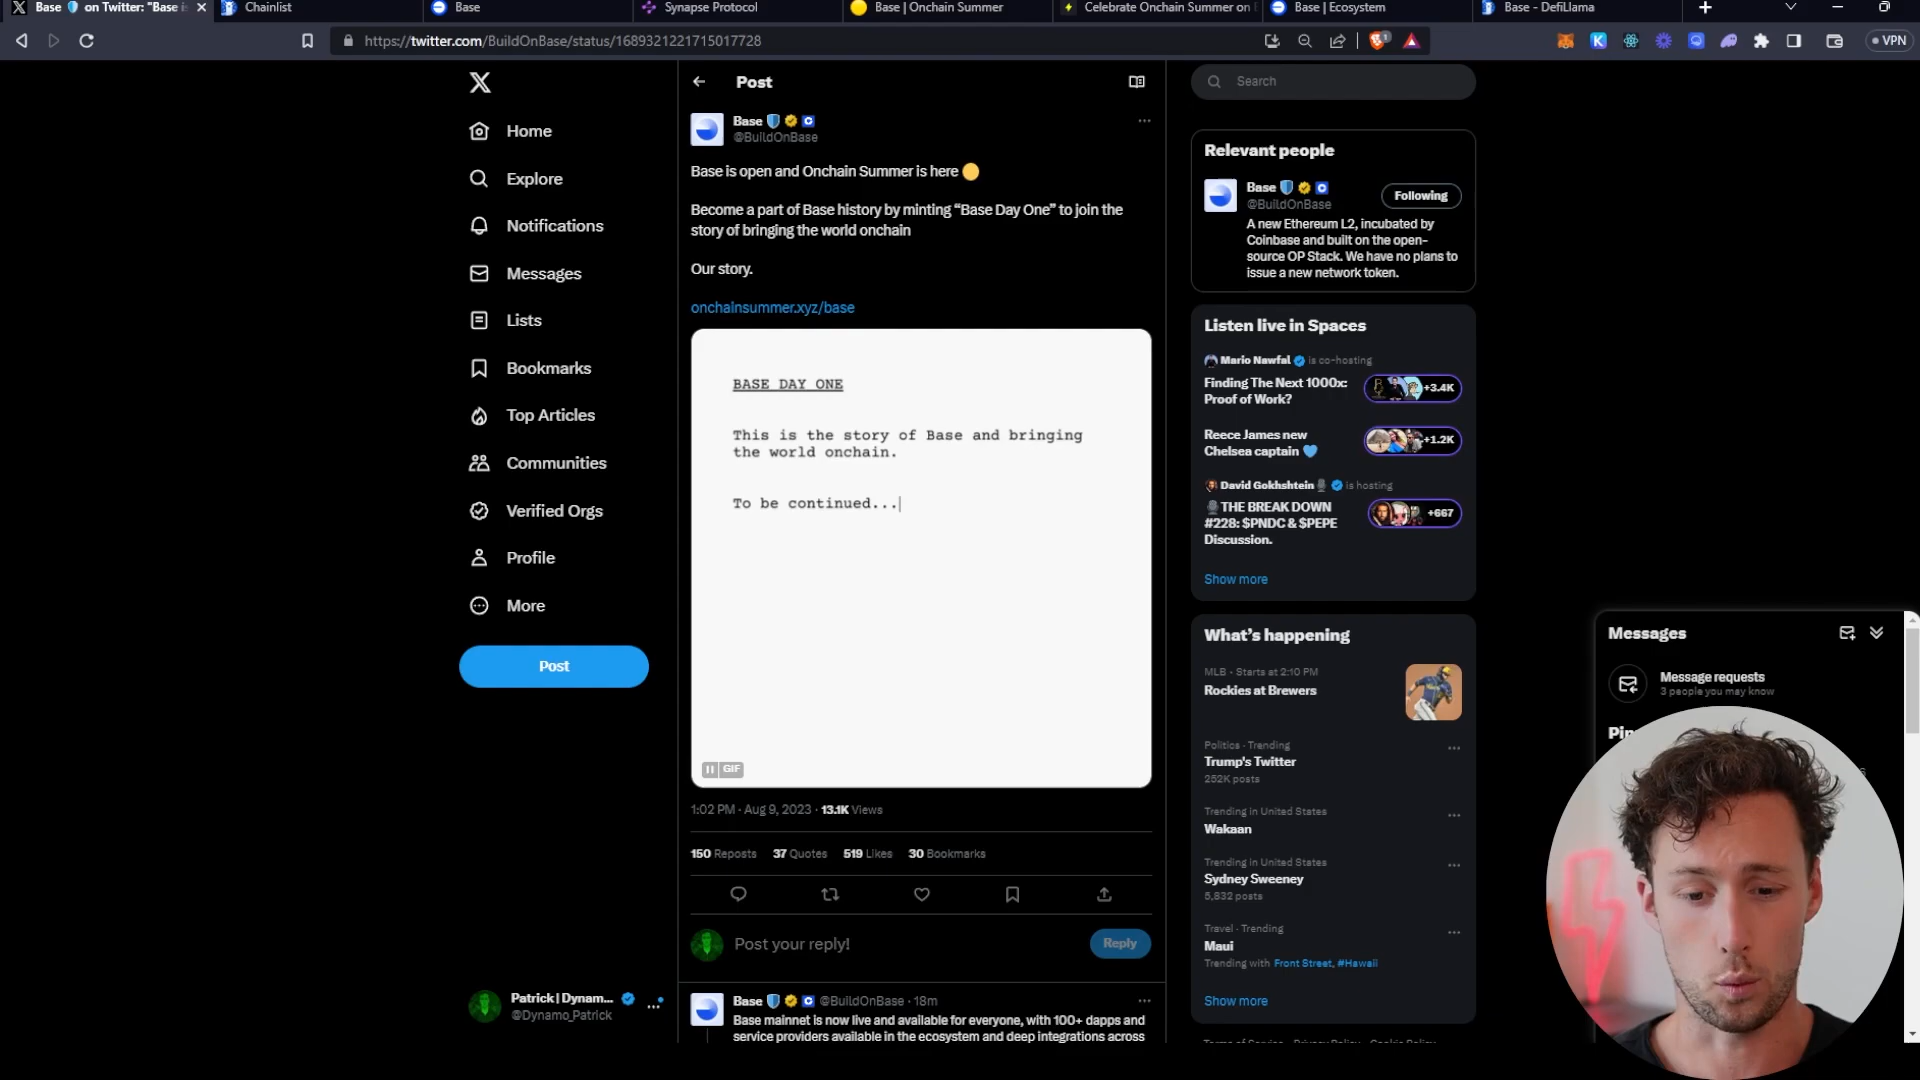 Base on Twitter: "Base is
Chainlist
Base
Synapse Protocol
Base | Onchain Summer
Celebrate Onchain Summer on
Base | Ecosystem
Base - DefiLlama
https://twitter.com/BuildOnBase/status/1689321221715017728
VPN
Home
Explore
Notifications
Messages
Lists
Bookmarks
Top Articles
Communities
Verified Orgs
Profile
More
Post
Patrick | Dynam...
@Dynamo_Patrick
Post
Base
@BuildOnBase
Base is open and Onchain Summer is here
Become a part of Base history by minting “Base Day One” to join the
story of bringing the world onchain
Our story.
onchainsummer.xyz/base
BASE DAY ONE
This is the story of Base and bringing
the world onchain.
To be continued...
GIF
1:02 PM · Aug 9, 2023 · 13.1K Views
150 Reposts 37 Quotes 519 Likes 30 Bookmarks
Post your reply!
Reply
Base @BuildOnBase · 18m
Base mainnet is now live and available for everyone, with 100+ dapps and
service providers available in the ecosystem and deep integrations across
Search
Relevant people
Base
@BuildOnBase
Following
A new Ethereum L2, incubated by
Coinbase and built on the open-
source OP Stack. We have no plans to
issue a new network token.
Listen live in Spaces
Mario Nawfal is co-hosting
Finding The Next 1000x:
Proof of Work?
+3.4K
Reece James new
Chelsea captain
+1.2K
David Gokhshtein is hosting
THE BREAK DOWN
#228: $PNDC & $PEPE
Discussion.
+667
Show more
What’s happening
MLB · Starts at 2:10 PM
Rockies at Brewers
Politics · Trending
Trump's Twitter
252K posts
Trending in United States
Wakaan
Trending in United States
Sydney Sweeney
5,832 posts
Travel · Trending
Maui
Trending with Front Street, #Hawaii
Show more
Terms of Service Privacy Policy Cookie Policy
Messages
Message requests
3 people you may know